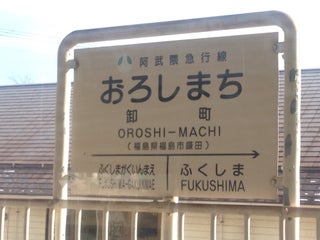 阿武隈急行線
おろしまち
卸町
OROSHI-MACHI
(福島県福島市鎌田)
ふくしまがくいんまえ ふくしま
FUKUSHIMA-GAKUINMAE FUKUSHIMA